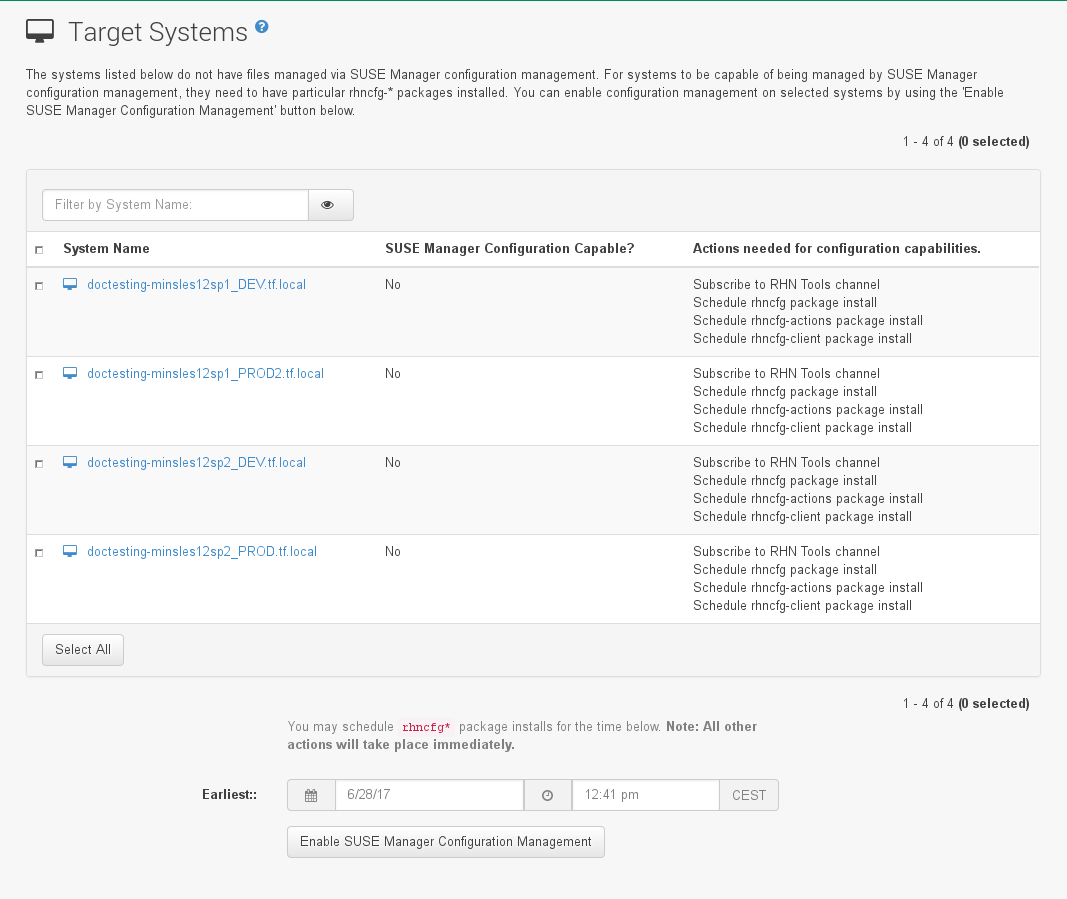 Target Systems ?
The systems listed below do not have files managed via SUSE Manager configuration management. For systems to be capable of being managed by SUSE Manager
configuration management, they need to have particular rhncfg-* packages installed. You can enable configuration management on selected systems by using the 'Enable
SUSE Manager Configuration Management' button below.
1 - 4 of 4 (0 selected)
Filter by System Name:
System Name SUSE Manager Configuration Capable? Actions needed for configuration capabilities.
doctesting-minsles12sp1_DEV.tf.local No Subscribe to RHN Tools channel
Schedule rhncfg package install
Schedule rhncfg-actions package install
Schedule rhncfg-client package install
doctesting-minsles12sp1_PROD2.tf.local No Subscribe to RHN Tools channel
Schedule rhncfg package install
Schedule rhncfg-actions package install
Schedule rhncfg-client package install
doctesting-minsles12sp2_DEV.tf.local No Subscribe to RHN Tools channel
Schedule rhncfg package install
Schedule rhncfg-actions package install
Schedule rhncfg-client package install
doctesting-minsles12sp2_PROD.tf.local No Subscribe to RHN Tools channel
Schedule rhncfg package install
Schedule rhncfg-actions package install
Schedule rhncfg-client package install
Select All
1 - 4 of 4 (0 selected)
You may schedule rhncfg* package installs for the time below. Note: All other
actions will take place immediately.
Earliest:: 6/28/17 12:41 pm CEST
Enable SUSE Manager Configuration Management